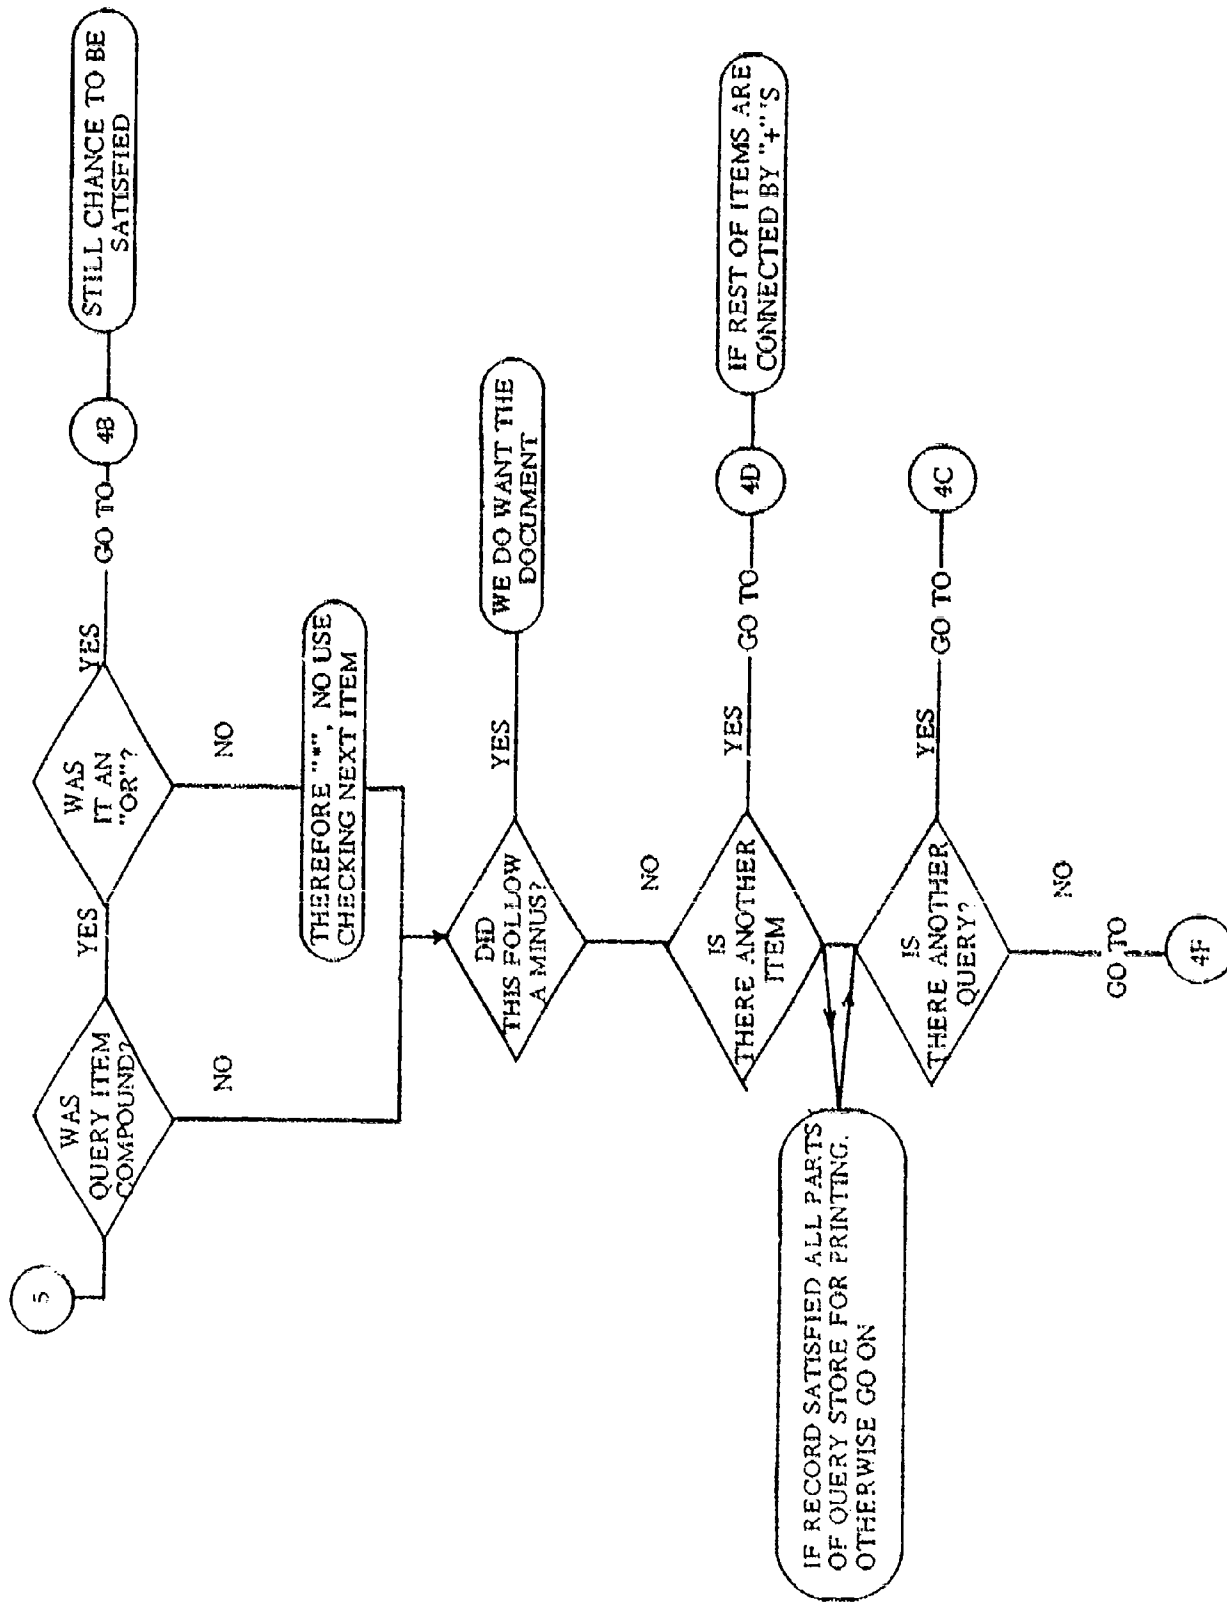 5
WAS
QUERY ITEM
COMPOUND?
YES
NO
WAS
IT AN
"OR"?
YES
GO TO
4B
STILL CHANCE TO BE
SATISFIED
NO
THEREFORE "*", NO USE
CHECKING NEXT ITEM
DID
THIS FOLLOW
A MINUS?
YES
WE DO WANT THE
DOCUMENT
NO
IS
THERE ANOTHER
ITEM
YES
GO TO
4D
IF REST OF ITEMS ARE
CONNECTED BY "+"'S
IF RECORD SATISFIED ALL PARTS
OF QUERY STORE FOR PRINTING.
OTHERWISE GO ON
IS
THERE ANOTHER
QUERY?
YES
GO TO
4C
NO
GO TO
4F